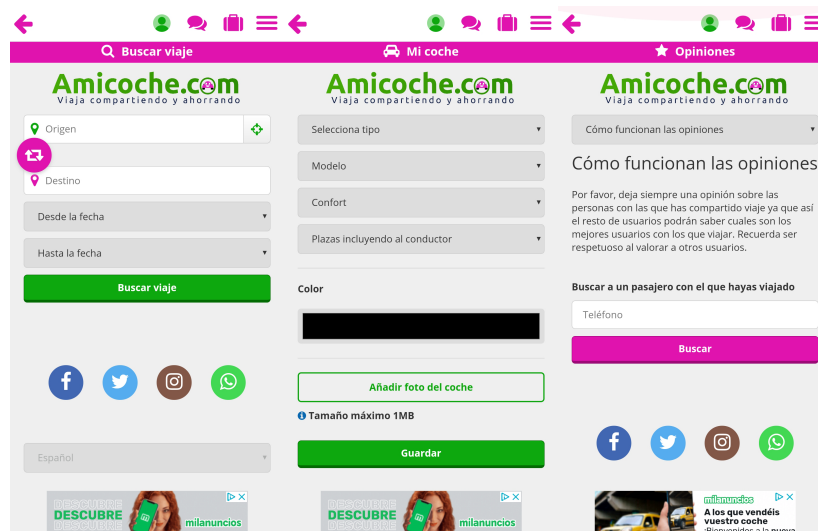 Buscar viaje
Amicoche.com
Viaja compartiendo y ahorrando
Origen
Destino
Desde la fecha
Hasta la fecha
Buscar viaje
Español
DESCUBRE
DESCUBRE
milanuncios
Mi coche
Amicoche.com
Viaja compartiendo y ahorrando
Selecciona tipo
Modelo
Confort
Plazas incluyendo al conductor
Color
Añadir foto del coche
Tamaño máximo 1MB
Guardar
DESCUBRE
DESCUBRE
milanuncios
Opiniones
Amicoche.com
Viaja compartiendo y ahorrando
Cómo funcionan las opiniones
Cómo funcionan las opiniones
Por favor, deja siempre una opinión sobre las
personas con las que has compartido viaje ya que así
el resto de usuarios podrán saber cuales son los
mejores usuarios con los que viajar. Recuerda ser
respetuoso al valorar a otros usuarios.
Buscar a un pasajero con el que hayas viajado
Teléfono
Buscar
milanuncios
A los que vendéis
vuestro coche
¡Bienvenidos a la nueva